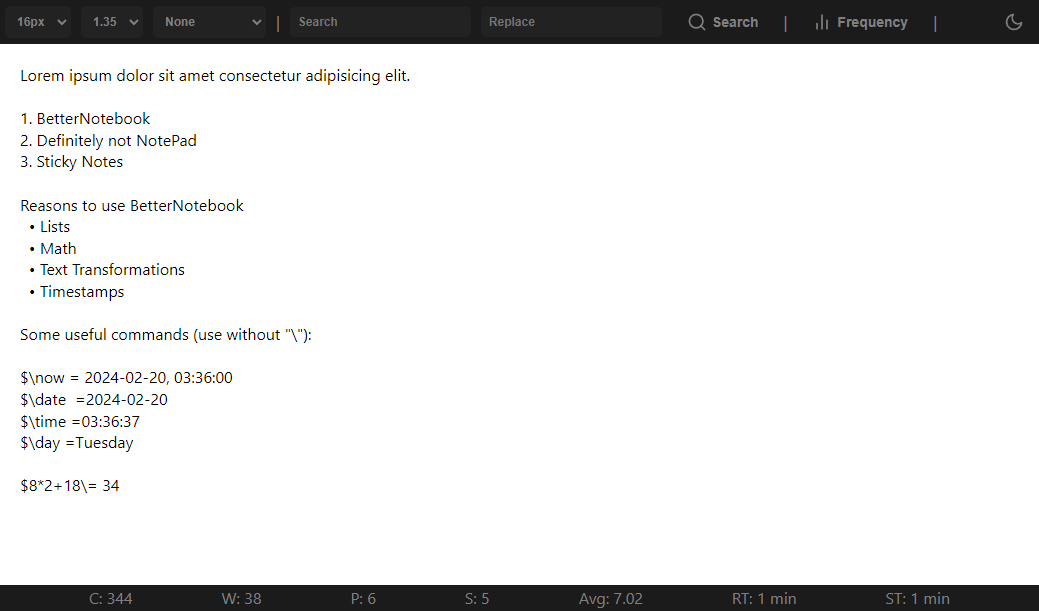 16px 1.35 None | Search Replace Search | Frequency |
Lorem ipsum dolor sit amet consectetur adipisicing elit.
1. BetterNotebook
2. Definitely not NotePad
3. Sticky Notes
Reasons to use BetterNotebook
• Lists
• Math
• Text Transformations
• Timestamps
Some useful commands (use without "\"):
$\now = 2024-02-20, 03:36:00
$\date  =2024-02-20
$\time =03:36:37
$\day =Tuesday
$8*2+18\= 34
C: 344 W: 38 P: 6 S: 5 Avg: 7.02 RT: 1 min ST: 1 min